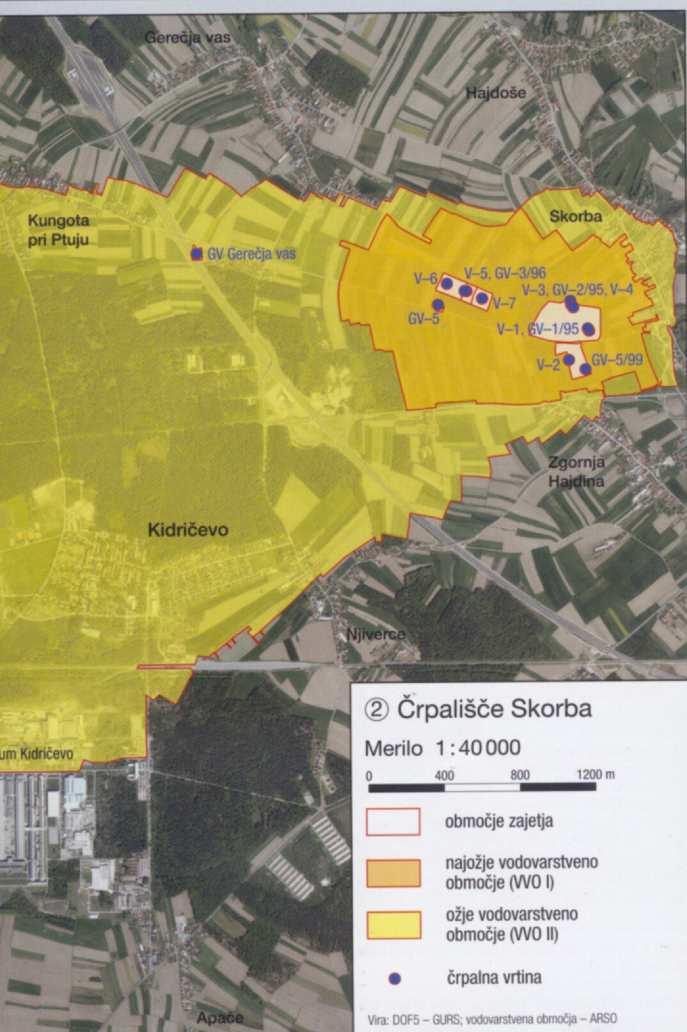 Gerečja vas
Hajdoše
Kungota
pri Ptuju
Skorba
GV Gerečja vas
V–6
V–5, GV–3/96
V–7
GV–5
V–3, GV–2/95, V–4
V–1, GV–1/95
V–2
GV–5/99
Zgornja
Hajdina
Kidričevo
Njiverce
um Kidričevo
Apače
② Črpališče Skorba
Merilo 1 : 40 000
0 400 800 1200 m
območje zajetja
najožje vodovarstveno
območje (VVO I)
ožje vodovarstveno
območje (VVO II)
črpalna vrtina
Vira: DOF5 – GURS; vodovarstvena območja – ARSO